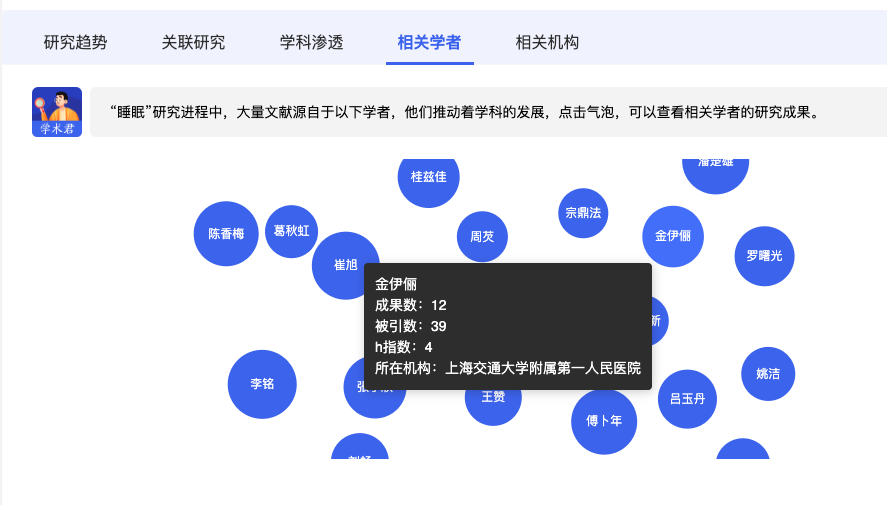 研究趋势 关联研究 学科渗透 相关学者 相关机构
学术君
“睡眠”研究进程中，大量文献源自于以下学者，他们推动着学科的发展，点击气泡，可以查看相关学者的研究成果。
桂兹佳
潘楚雄
陈香梅
葛秋虹
周芡
宗鼎法
金伊俪
罗曙光
崔旭
金伊俪
成果数：12
被引数：39
h指数：4
所在机构：上海交通大学附属第一人民医院
新
李铭
姚洁
王赞
吕玉丹
傅卜年